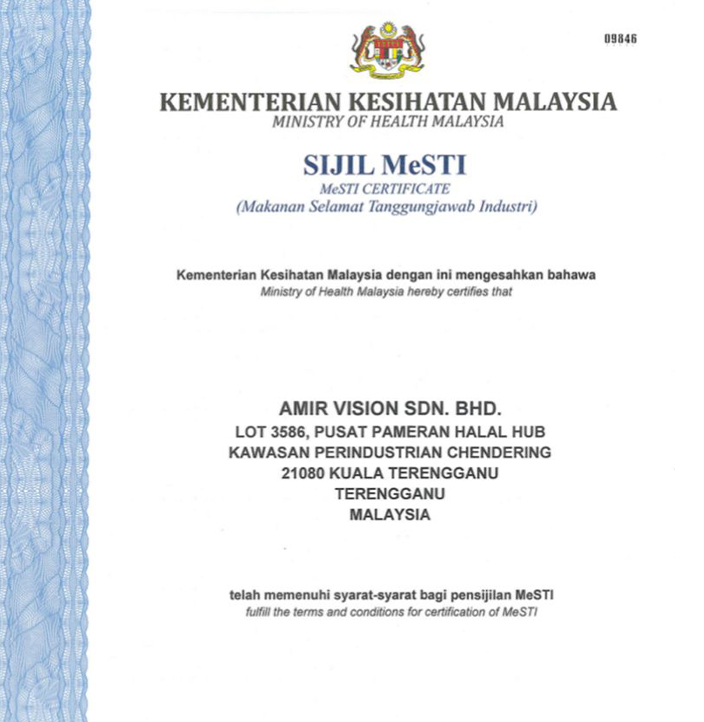 09846
KEMENTERIAN KESIHATAN MALAYSIA
MINISTRY OF HEALTH MALAYSIA
SIJIL MeSTI
MeSTI CERTIFICATE
(Makanan Selamat Tanggungjawab Industri)
Kementerian Kesihatan Malaysia dengan ini mengesahkan bahawa
Ministry of Health Malaysia hereby certifies that
AMIR VISION SDN. BHD.
LOT 3586, PUSAT PAMERAN HALAL HUB
KAWASAN PERINDUSTRIAN CHENDERING
21080 KUALA TERENGGANU
TERENGGANU
MALAYSIA
telah memenuhi syarat-syarat bagi pensijilan MeSTI
fulfill the terms and conditions for certification of MeSTI